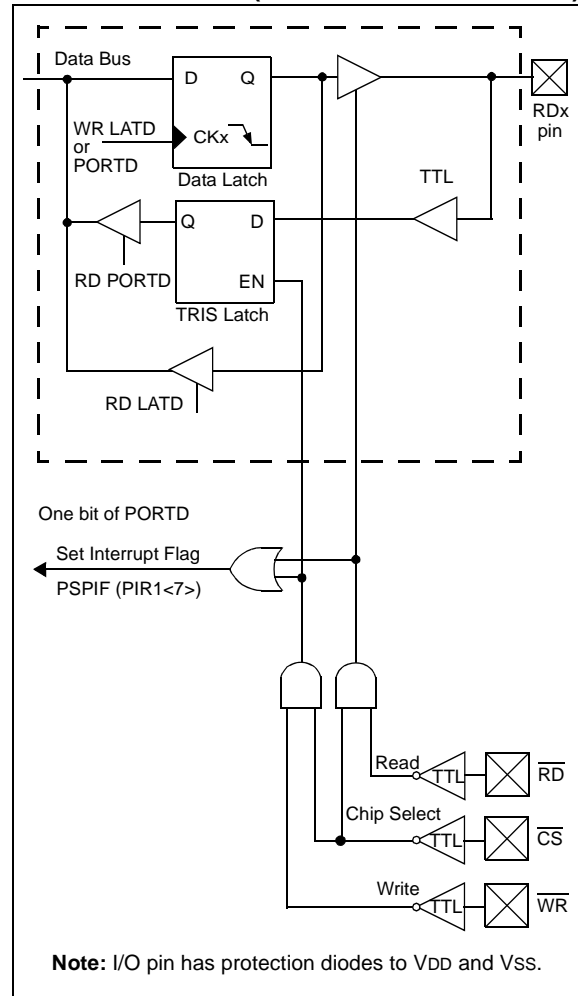 Data Bus
D Q
RDx
pin
WR LATD
or
PORTD
CKx
Data Latch
TTL
Q D
RD PORTD
EN
TRIS Latch
RD LATD
One bit of PORTD
Set Interrupt Flag
PSPIF (PIR1<7>)
Read
TTL
RD
Chip Select
TTL
CS
Write
TTL
WR
Note: I/O pin has protection diodes to VDD and VSS.